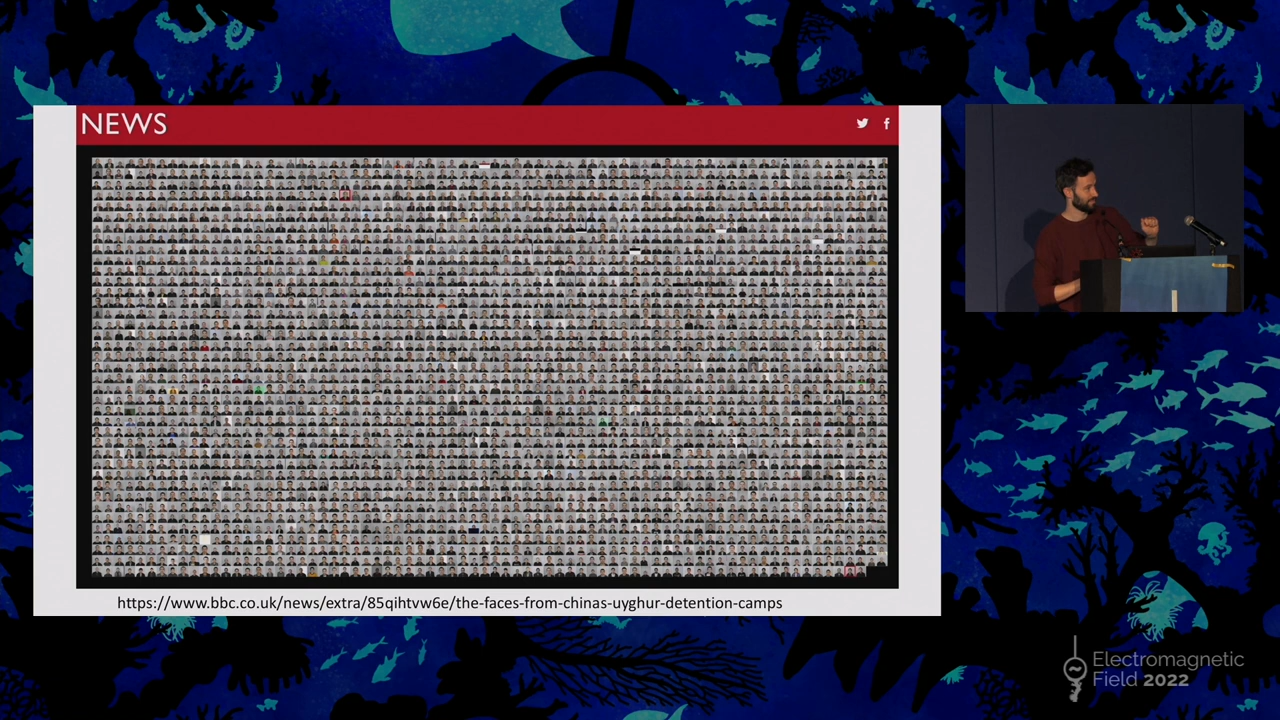 NEWS
https://www.bbc.co.uk/news/extra/85qihtvw6e/the-faces-from-chinas-uyghur-detention-camps
Electromagnetic
Field 2022